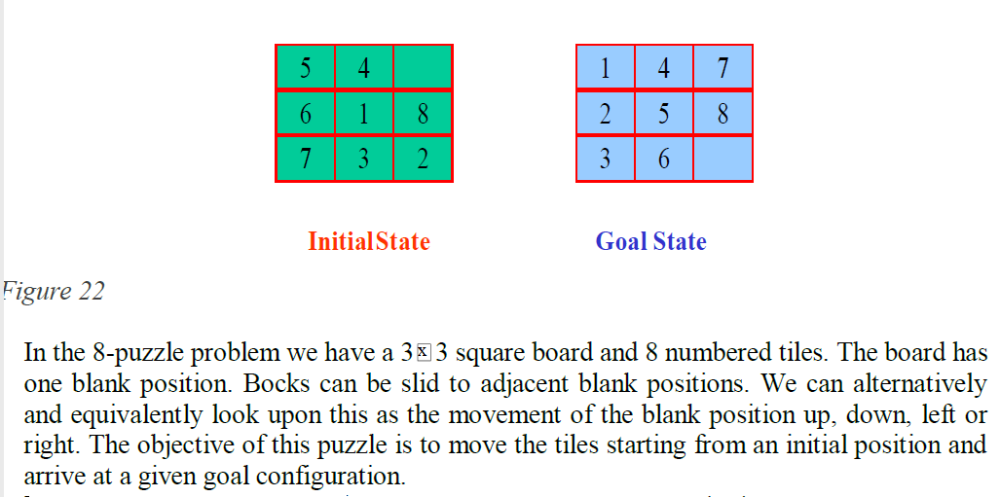 5 4
6 1 8
7 3 2
1 4 7
2 5 8
3 6
Initial State
Goal State
Figure 22
In the 8-puzzle problem we have a 3 x 3 square board and 8 numbered tiles. The board has
one blank position. Bocks can be slid to adjacent blank positions. We can alternatively
and equivalently look upon this as the movement of the blank position up, down, left or
right. The objective of this puzzle is to move the tiles starting from an initial position and
arrive at a given goal configuration.